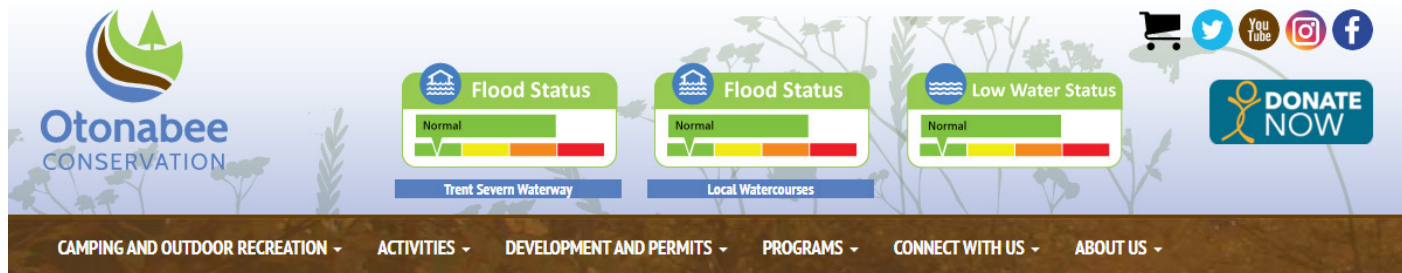 You
Tube
Flood Status
Normal
Trent Severn Waterway
Flood Status
Normal
Local Watercourses
Low Water Status
Normal
DONATE
NOW
Otonabee
CONSERVATION
CAMPING AND OUTDOOR RECREATION
ACTIVITIES
DEVELOPMENT AND PERMITS
PROGRAMS
CONNECT WITH US
ABOUT US